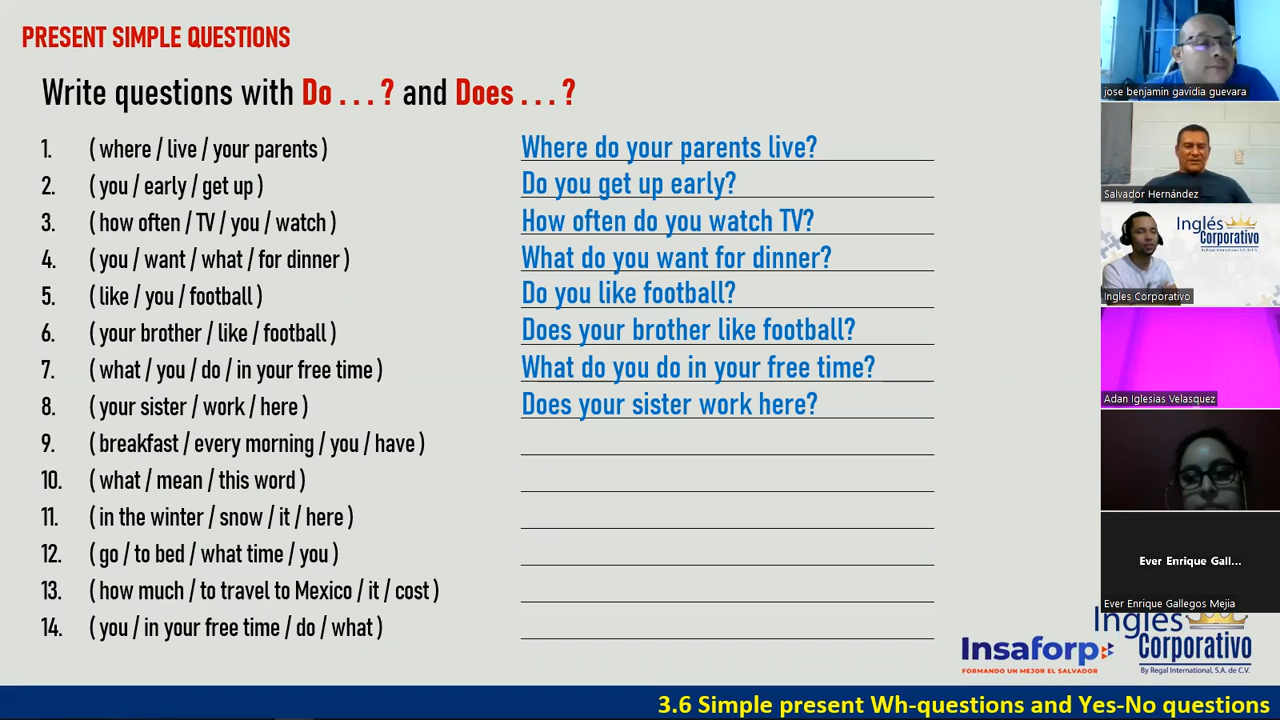 PRESENT SIMPLE QUESTIONS
Write questions with Do . . . ? and Does . . . ?
1. ( where / live / your parents ) Where do your parents live?
2. ( you / early / get up ) Do you get up early?
3. ( how often / TV / you / watch ) How often do you watch TV?
4. ( you / want / what / for dinner ) What do you want for dinner?
5. ( like / you / football ) Do you like football?
6. ( your brother / like / football ) Does your brother like football?
7. ( what / you / do / in your free time ) What do you do in your free time?
8. ( your sister / work / here ) Does your sister work here?
9. ( breakfast / every morning / you / have )
10. ( what / mean / this word )
11. ( in the winter / snow / it / here )
12. ( go / to bed / what time / you )
13. ( how much / to travel to Mexico / it / cost )
14. ( you / in your free time / do / what )
jose benjamin gavidia guevara
Salvador Hernández
Inglés
Corporativo
By Regal International, S.A. de C.V.
Ingles Corporativo
Adan Iglesias Velasquez
Ever Enrique Gall...
Ever Enrique Gallegos Mejia
Insaforp
FORMANDO UN MEJOR EL SALVADOR
Inglés
Corporativo
By Regal International, S.A. de C.V.
3.6 Simple present Wh-questions and Yes-No questions